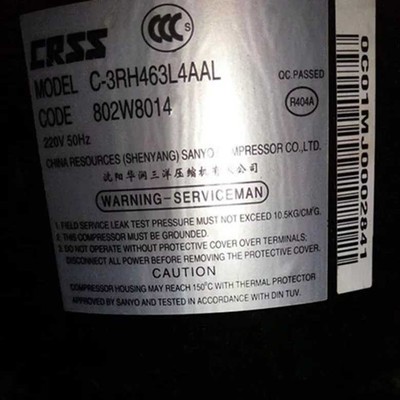 CRSS
CCC S
MODEL C-3RH463L4AAL
QC.PASSED
CODE 802W8014
R404A
220V 50Hz
CHINA RESOURCES (SHENYANG) SANYO COMPRESSOR CO.,LTD.
沈阳华润三洋压缩机有限公司
WARNING-SERVICEMAN
1. FIELD SERVICE LEAK TEST PRESSURE MUST NOT EXCEED 10.5KG/CM²G.
2. THIS COMPRESSOR MUST BE GROUNDED.
3. DO NOT OPERATE WITHOUT PROTECTIVE COVER OVER TERMINALS,
DISCONNECT ALL POWER BEFORE REMOVING THE PROTECTIVE COVER.
CAUTION
COMPRESSOR HOUSING MAY REACH 150°C WITH THERMAL PROTECTOR
APPROVED BY SANYO AND TESTED IN ACCORDANCE WITH DIN TUV.
0C01MJ0002841